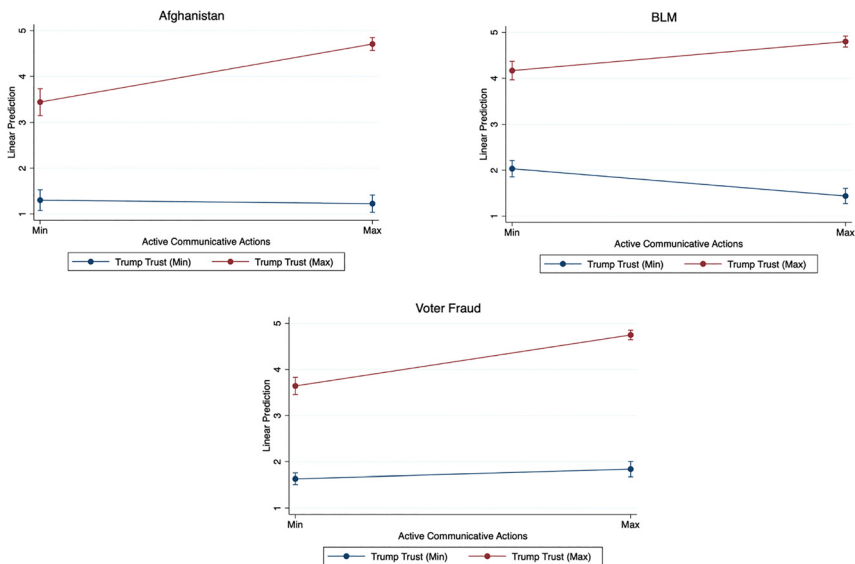 Afghanistan
Linear Prediction
5
4
3
2
1
Min
Max
Active Communicative Actions
Trump Trust (Min) Trump Trust (Max)
BLM
Linear Prediction
5
4
3
2
1
Min
Max
Active Communicative Actions
Trump Trust (Min) Trump Trust (Max)
Voter Fraud
Linear Prediction
5
4
3
2
1
Min
Max
Active Communicative Actions
Trump Trust (Min) Trump Trust (Max)